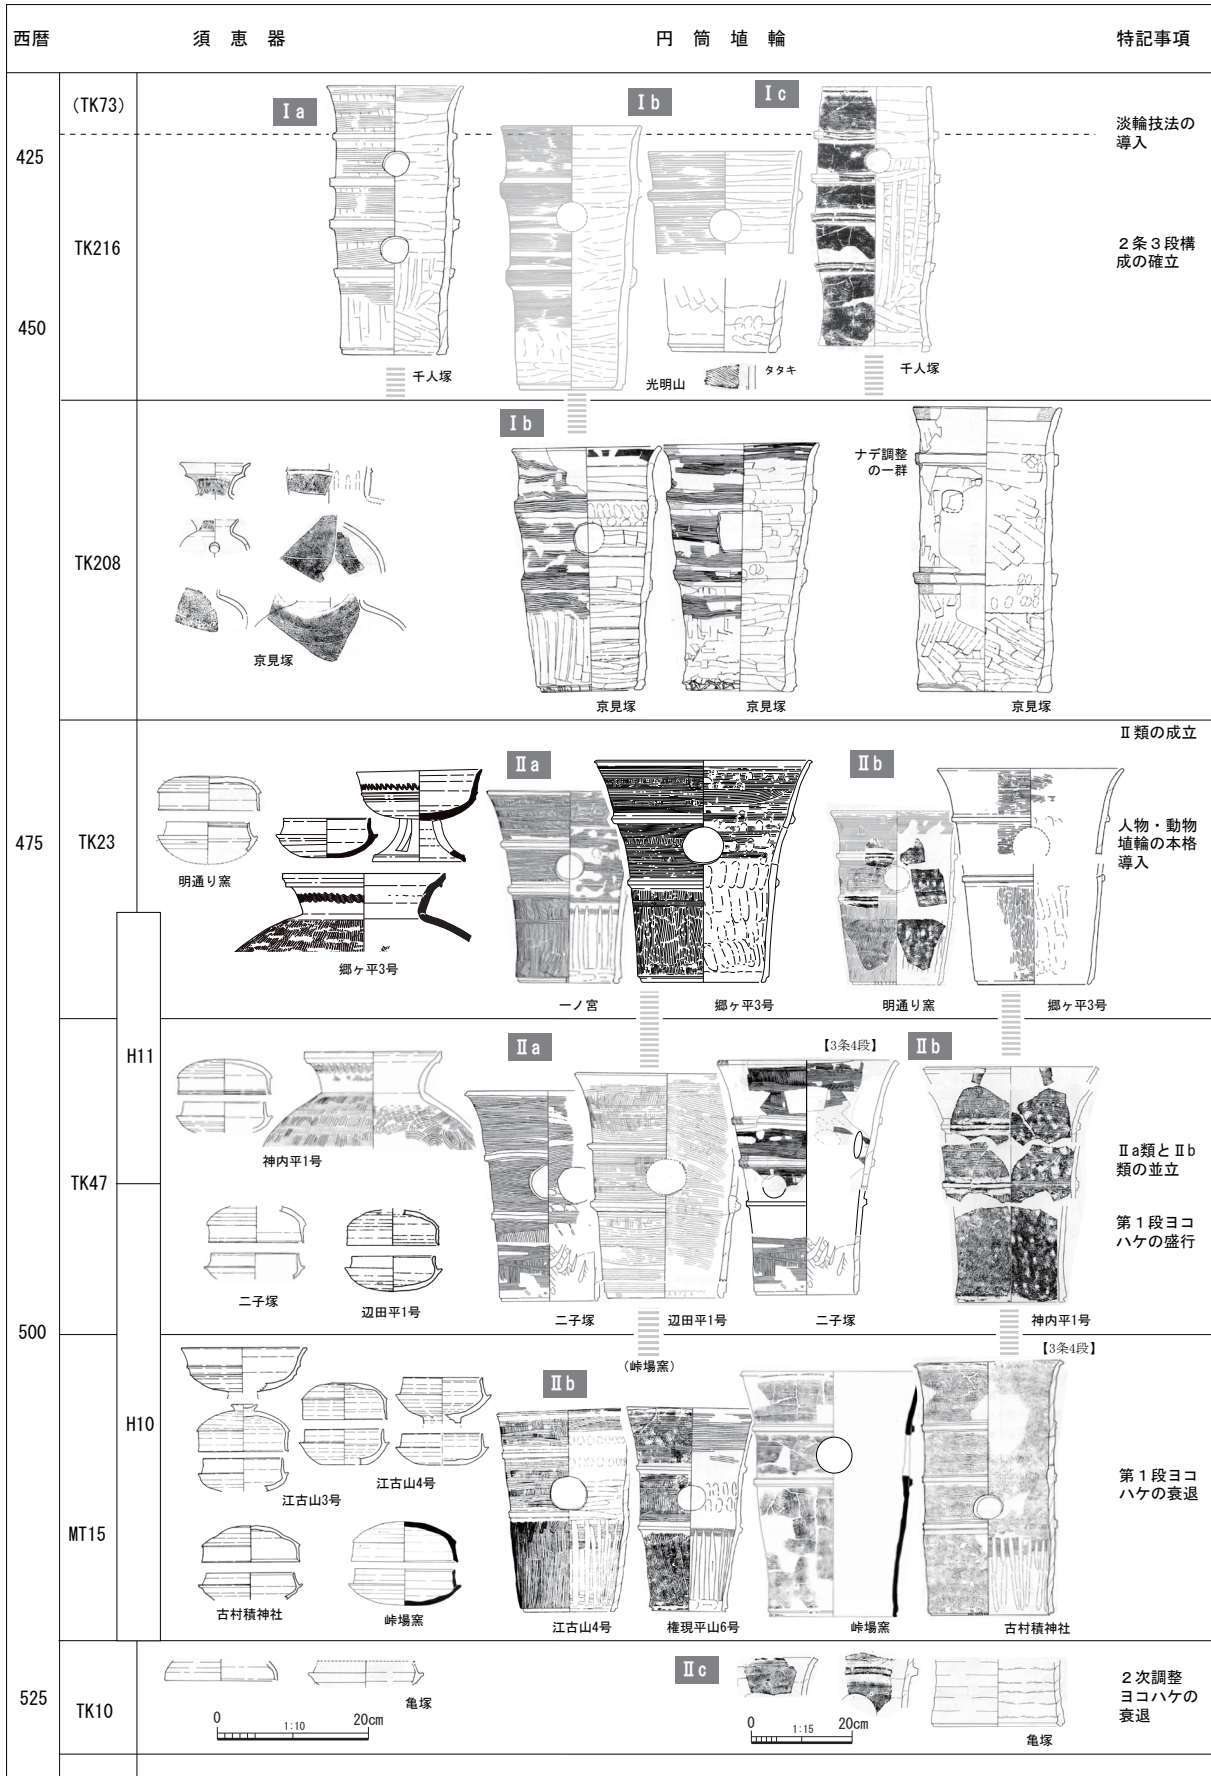 西暦
須恵器
円筒埴輪
特記事項
(TK73)
Ⅰa
Ⅰb
Ⅰc
淡輪技法の
導入
425
TK216
2条3段構
成の確立
450
千人塚
光明山
タタキ
千人塚
TK208
Ⅰb
ナデ調整
の一群
京見塚
京見塚
京見塚
京見塚
Ⅱ類の成立
475
TK23
Ⅱa
Ⅱb
人物・動物
埴輪の本格
導入
明通り窯
郷ヶ平3号
一ノ宮
郷ヶ平3号
明通り窯
郷ヶ平3号
H11
TK47
Ⅱa
【3条4段】
Ⅱb
神内平1号
Ⅱa類とⅡb
類の並立
第1段ヨコ
ハケの盛行
二子塚
辺田平1号
二子塚
辺田平1号
二子塚
神内平1号
500
(峠場窯)
【3条4段】
H10
MT15
Ⅱb
江古山3号
江古山4号
第1段ヨコ
ハケの衰退
古村積神社
峠場窯
江古山4号
権現平山6号
峠場窯
古村積神社
525
TK10
Ⅱc
亀塚
2次調整
ヨコハケの
衰退
0
1:10
20cm
0
1:15
20cm
亀塚